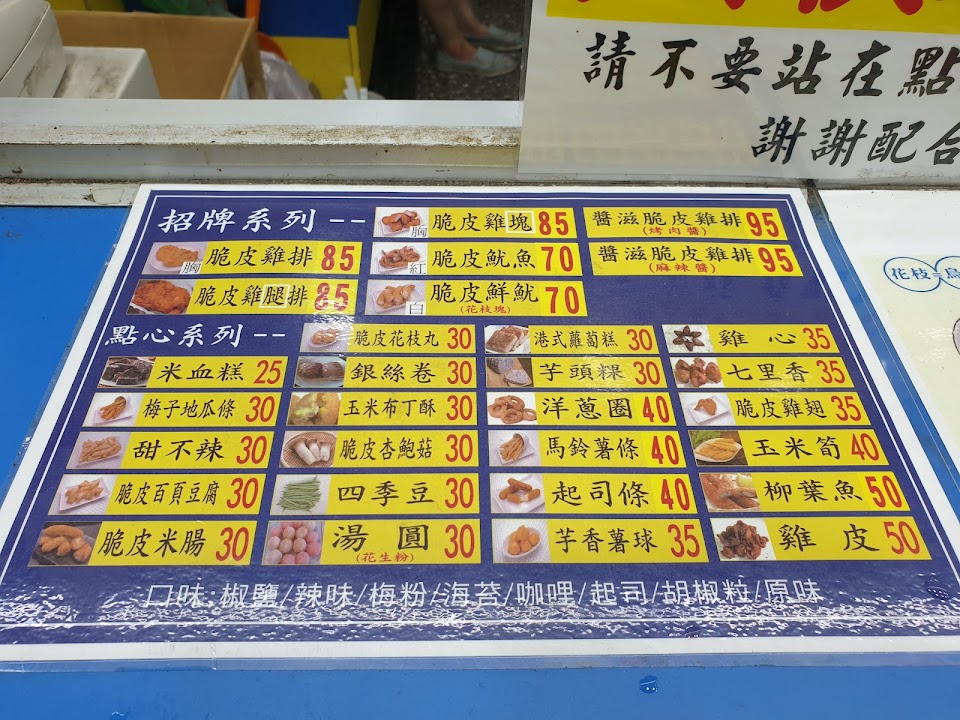 請不要站在點
謝謝配合
招牌系列--
胸 脆皮雞塊 85
醬滋脆皮雞排 95
(烤肉醬)
胸 脆皮雞排 85
紅 脆皮魷魚 70
醬滋脆皮雞排 95
(麻辣醬)
脆皮雞腿排 85
白 脆皮鮮魷 70
(花枝塊)
點心系列--
脆皮花枝丸 30
港式蘿蔔糕 30
雞心 35
米血糕 25
銀絲卷 30
芋頭粿 30
七里香 35
梅子地瓜條 30
玉米布丁酥 30
洋蔥圈 40
脆皮雞翅 35
甜不辣 30
脆皮杏鮑菇 30
馬鈴薯條 40
玉米筍 40
脆皮百頁豆腐 30
四季豆 30
起司條 40
柳葉魚 50
脆皮米腸 30
湯圓 30
(花生粉)
芋香薯球 35
雞皮 50
口味.椒鹽/辣味/梅粉/海苔/咖哩/起司/胡椒粒/原味
花枝=